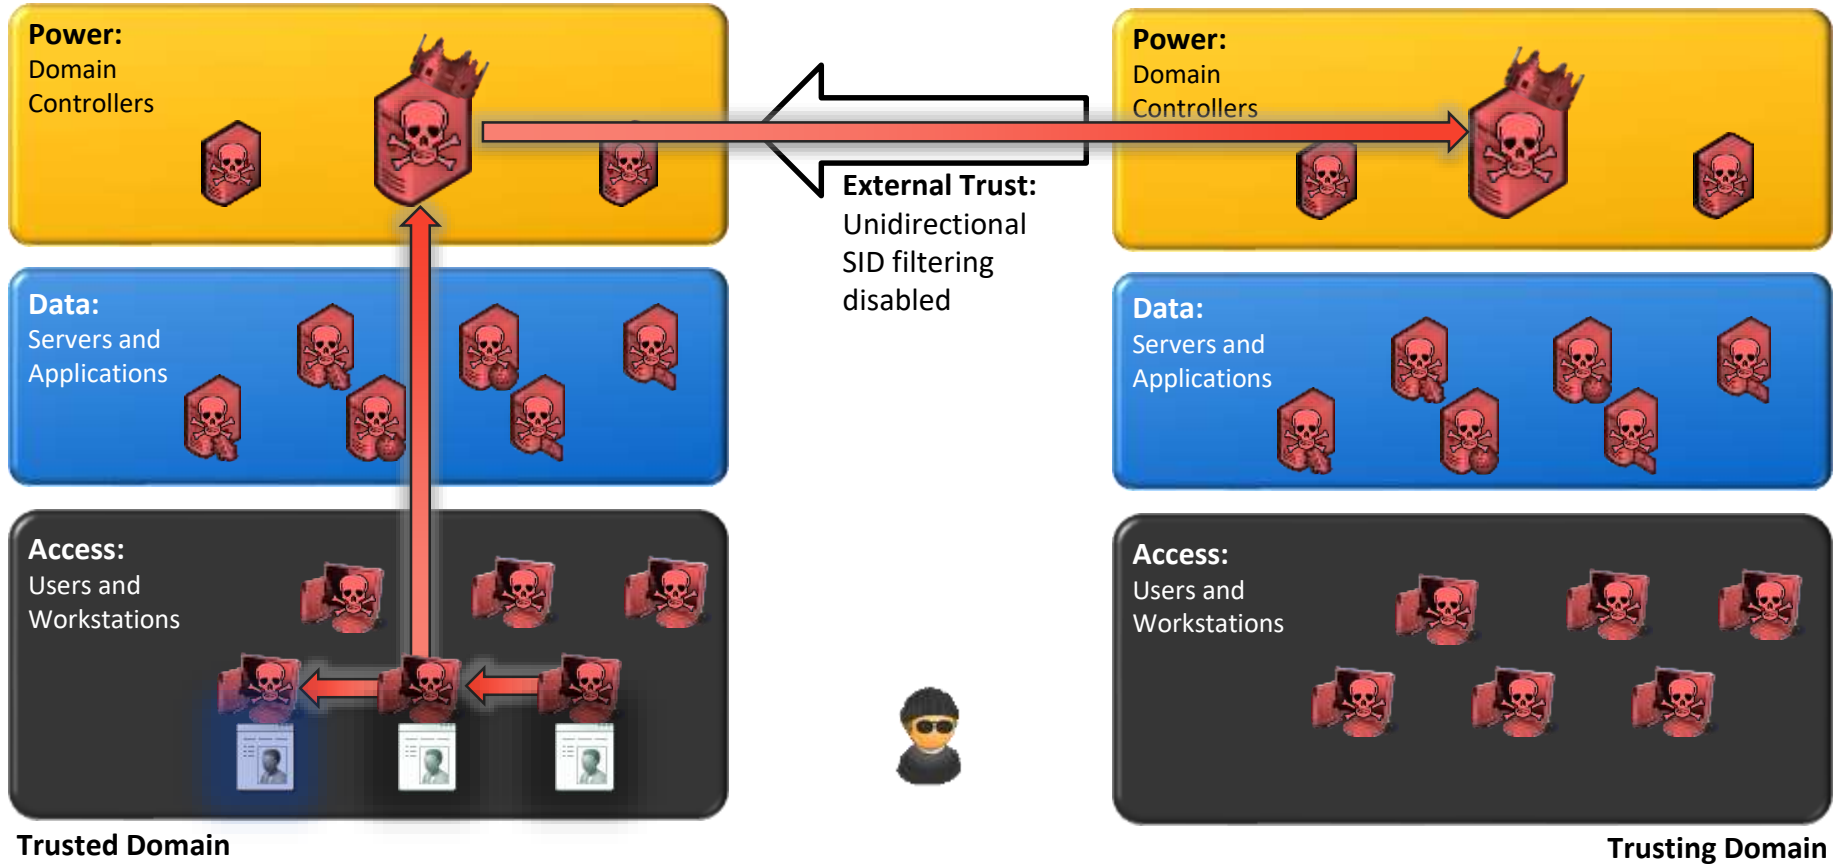 Power:
Domain
Controllers
Data:
Servers and
Applications
Access:
Users and
Workstations
Trusted Domain
External Trust:
Unidirectional
SID filtering
disabled
Power:
Domain
Controllers
Data:
Servers and
Applications
Access:
Users and
Workstations
Trusting Domain